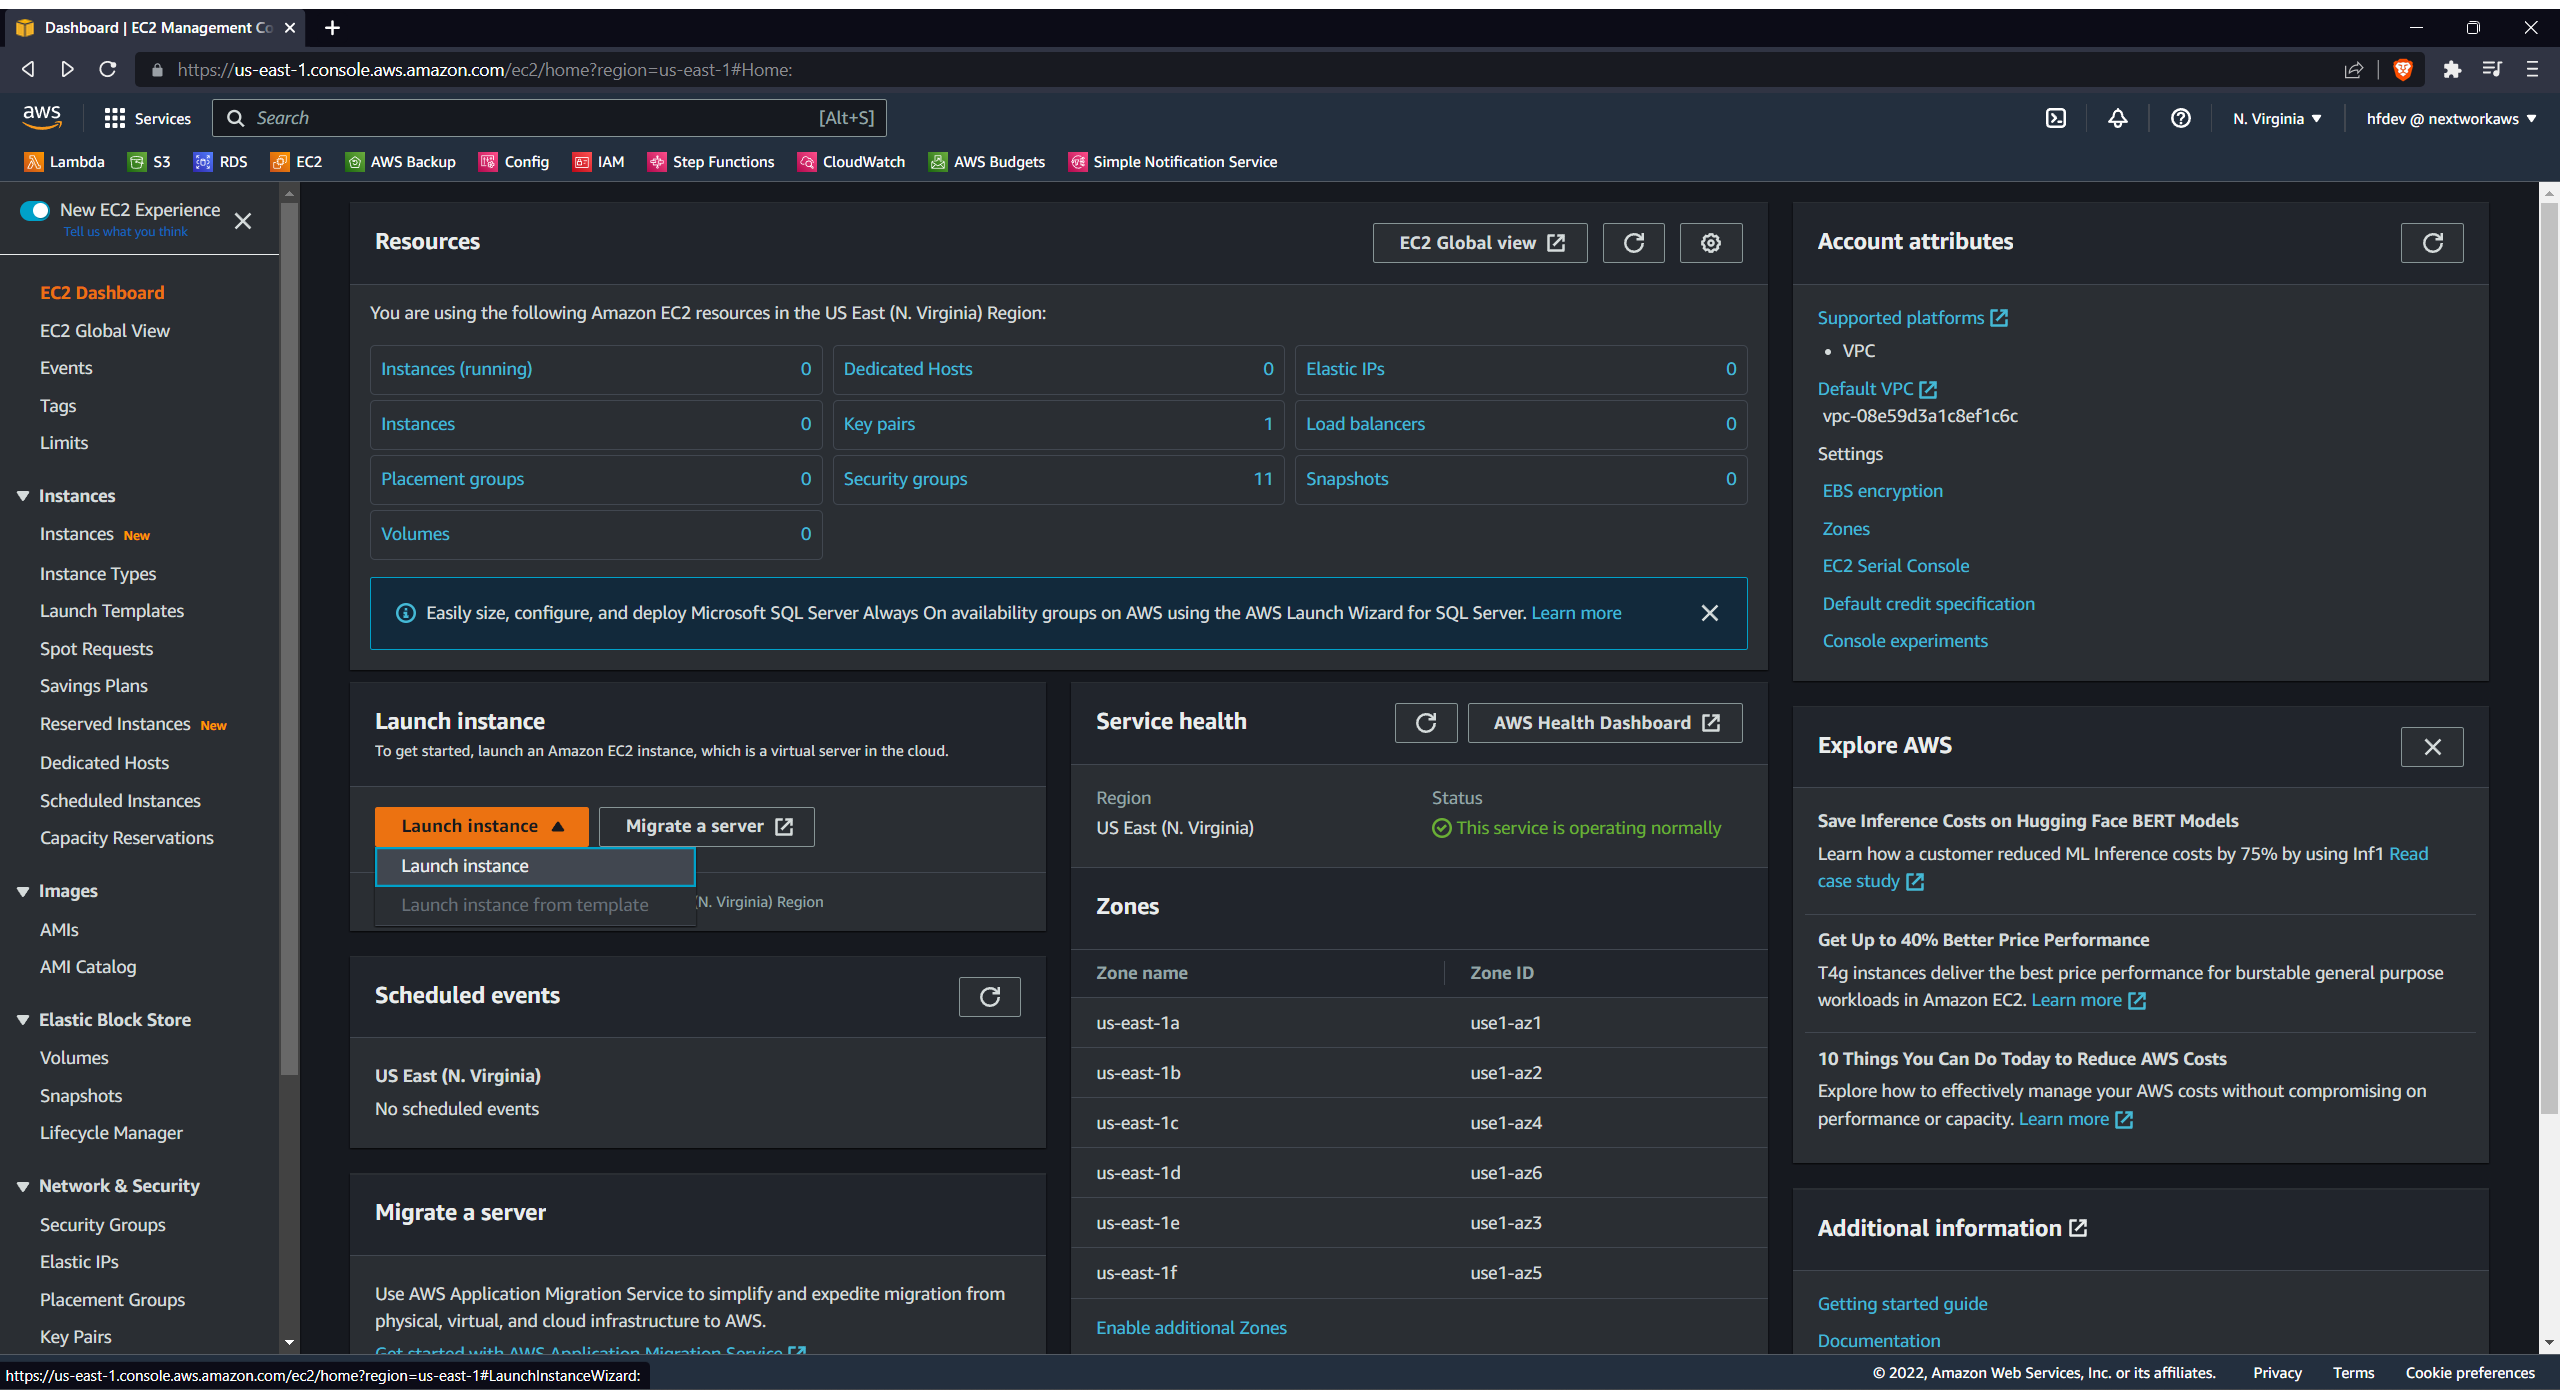 Dashboard | EC2 Management Co
https://us-east-1.console.aws.amazon.com/ec2/home?region=us-east-1#Home:
aws
Services
Search
[Alt+S]
N. Virginia
hfdev @ nextworkaws
Lambda
S3
RDS
EC2
AWS Backup
Config
IAM
Step Functions
CloudWatch
AWS Budgets
Simple Notification Service
New EC2 Experience
Tell us what you think
EC2 Dashboard
EC2 Global View
Events
Tags
Limits
Instances
Instances New
Instance Types
Launch Templates
Spot Requests
Savings Plans
Reserved Instances New
Dedicated Hosts
Scheduled Instances
Capacity Reservations
Images
AMIs
AMI Catalog
Elastic Block Store
Volumes
Snapshots
Lifecycle Manager
Network & Security
Security Groups
Elastic IPs
Placement Groups
Key Pairs
Resources
EC2 Global view
You are using the following Amazon EC2 resources in the US East (N. Virginia) Region:
Instances (running) 0
Dedicated Hosts 0
Elastic IPs 0
Instances 0
Key pairs 1
Load balancers 0
Placement groups 0
Security groups 11
Snapshots 0
Volumes 0
Easily size, configure, and deploy Microsoft SQL Server Always On availability groups on AWS using the AWS Launch Wizard for SQL Server. Learn more
Launch instance
To get started, launch an Amazon EC2 instance, which is a virtual server in the cloud.
Launch instance
Migrate a server
Launch instance
Launch instance from template
(N. Virginia) Region
Scheduled events
US East (N. Virginia)
No scheduled events
Migrate a server
Use AWS Application Migration Service to simplify and expedite migration from
physical, virtual, and cloud infrastructure to AWS.
Get started with AWS Application Migration Service
Service health
AWS Health Dashboard
Region
US East (N. Virginia)
Status
This service is operating normally
Zones
Zone name Zone ID
us-east-1a use1-az1
us-east-1b use1-az2
us-east-1c use1-az4
us-east-1d use1-az6
us-east-1e use1-az3
us-east-1f use1-az5
Enable additional Zones
Account attributes
Supported platforms
• VPC
Default VPC
vpc-08e59d3a1c8ef1c6c
Settings
EBS encryption
Zones
EC2 Serial Console
Default credit specification
Console experiments
Explore AWS
Save Inference Costs on Hugging Face BERT Models
Learn how a customer reduced ML Inference costs by 75% by using Inf1 Read
case study
Get Up to 40% Better Price Performance
T4g instances deliver the best price performance for burstable general purpose
workloads in Amazon EC2. Learn more
10 Things You Can Do Today to Reduce AWS Costs
Explore how to effectively manage your AWS costs without compromising on
performance or capacity. Learn more
Additional information
Getting started guide
Documentation
https://us-east-1.console.aws.amazon.com/ec2/home?region=us-east-1#LaunchInstanceWizard:
© 2022, Amazon Web Services, Inc. or its affiliates.
Privacy
Terms
Cookie preferences